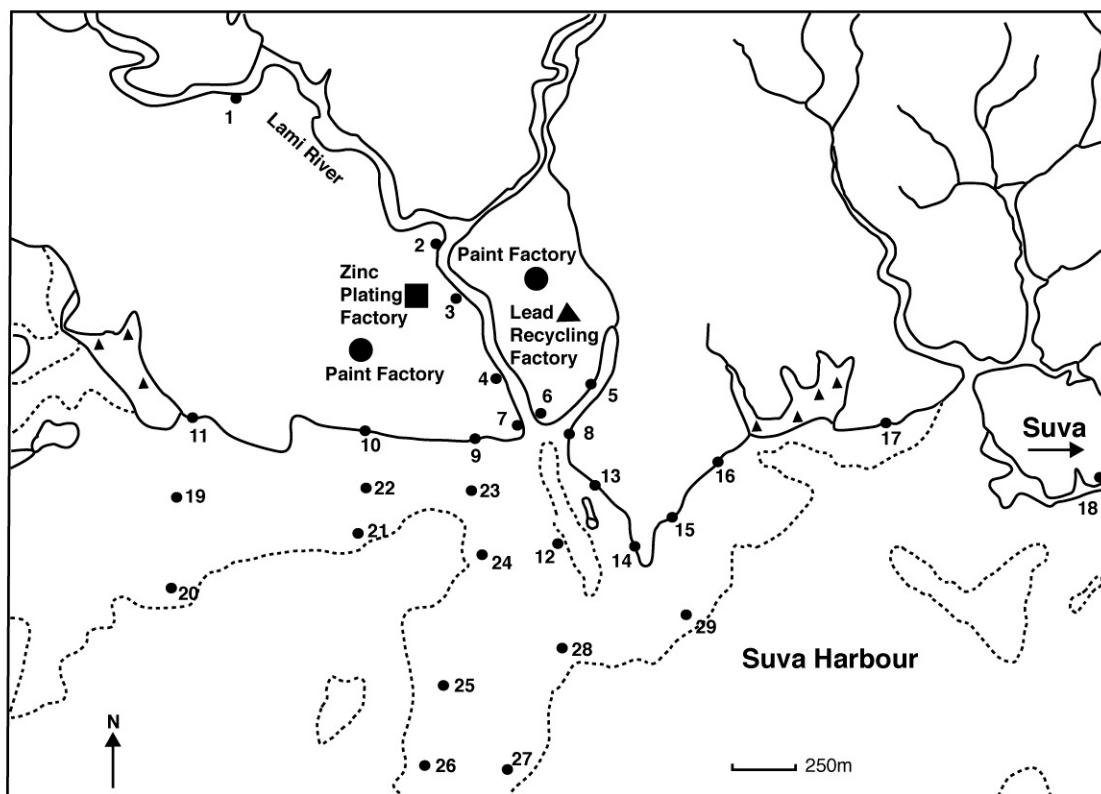 1
Lami River
2
Paint Factory
Zinc
Plating
Factory
3
Lead
Recycling
Factory
Paint Factory
4
5
6
7
8
9
10
11
17
Suva
16
13
18
19
22
23
15
21
12
14
24
20
29
28
Suva Harbour
25
N
26
27
250m